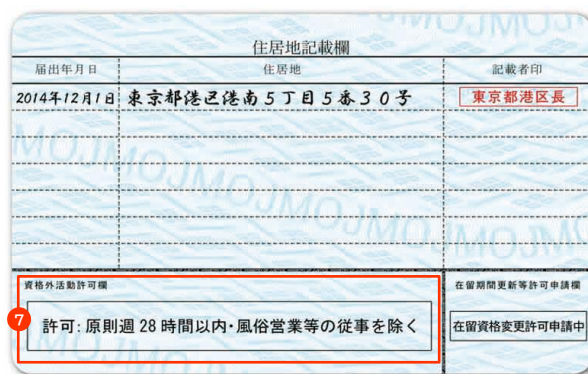 住居地記載欄
届出年月日 住居地 記載者印
2014年12月1日 東京都港区港南5丁目5番30号 東京都港区長
MOJMOJMOJMOJMOJMOJ
資格外活動許可欄 在留期間更新等許可申請欄
7 許可: 原則週 28 時間以内・風俗営業等の従事を除く 在留資格変更許可申請中